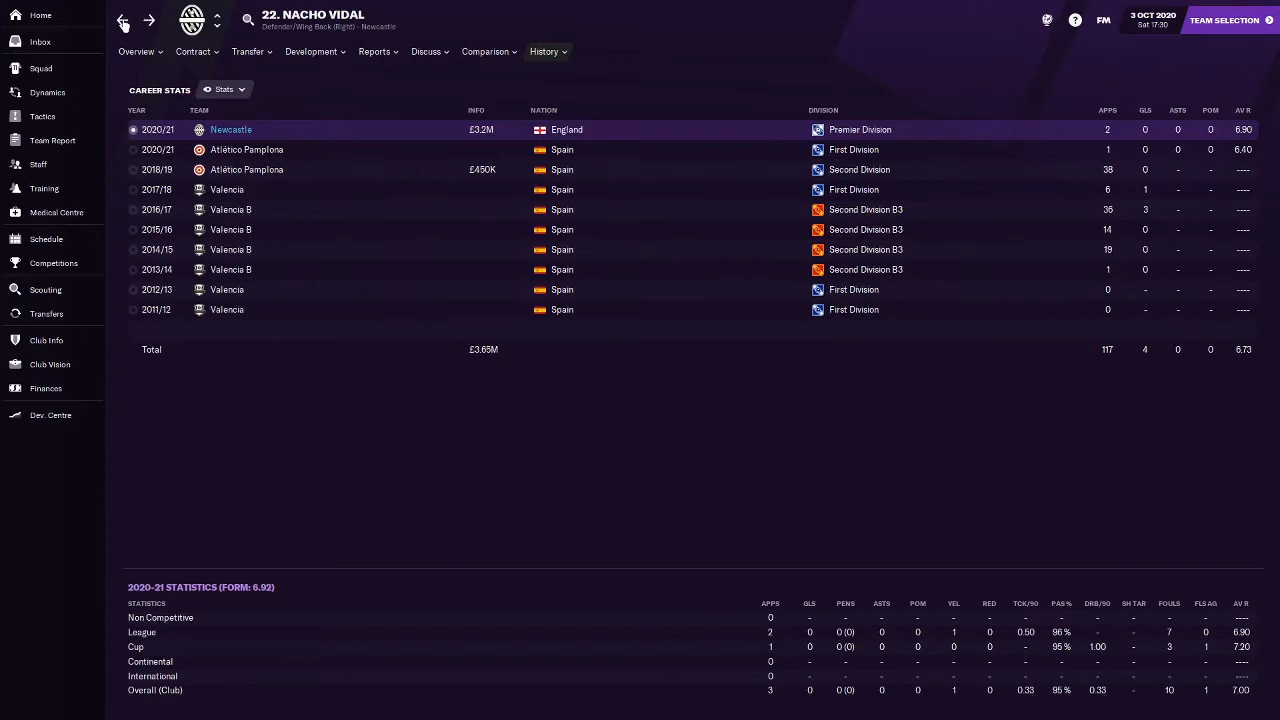 Home
Inbox
Squad
Dynamics
Tactics
Team Report
Staff
Training
Medical Centre
Schedule
Competitions
Scouting
Transfers
Club Info
Club Vision
Finances
Dev. Centre
22. NACHO VIDAL
Defender/Wing Back (Right) - Newcastle
? FM 3 OCT 2020 Sat 17:30 TEAM SELECTION
Overview Contract Transfer Development Reports Discuss Comparison History
CAREER STATS Stats
YEAR TEAM INFO NATION DIVISION APPS GLS ASTS POM AV R
2020/21 Newcastle £3.2M England Premier Division 2 0 0 0 6.90
2020/21 Atlético Pamplona Spain First Division 1 0 0 0 6.40
2018/19 Atlético Pamplona £450K Spain Second Division 38 0 - - ----
2017/18 Valencia Spain First Division 6 1 - - ----
2016/17 Valencia B Spain Second Division B3 36 3 - - ----
2015/16 Valencia B Spain Second Division B3 14 0 - - ----
2014/15 Valencia B Spain Second Division B3 19 0 - - ----
2013/14 Valencia B Spain Second Division B3 1 0 - - ----
2012/13 Valencia Spain First Division 0 - - - ----
2011/12 Valencia Spain First Division 0 - - - ----
Total £3.65M 117 4 0 0 6.73
2020-21 STATISTICS (FORM: 6.92)
STATISTICS APPS GLS PENS ASTS POM YEL RED TCK/90 PAS % DRB/90 SH TAR FOULS FLS AG AV R
Non Competitive 0 - - - - - - - - - - - - ----
League 2 0 0 (0) 0 0 1 0 0.50 96 % - - 7 0 6.90
Cup 1 0 0 (0) 0 0 0 0 - 95 % 1.00 - 3 1 7.20
Continental 0 - - - - - - - - - - - - ----
International 0 - - - - - - - - - - - - ----
Overall (Club) 3 0 0 (0) 0 0 1 0 0.33 95 % 0.33 - 10 1 7.00